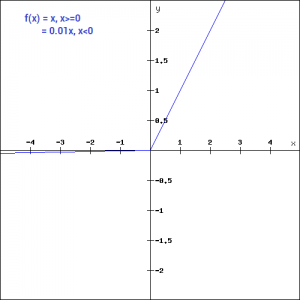 f(x) = x, x>=0
= 0.01x, x<0
y
2
1.5
1
0.5
-4 -3 -2 -1 1 2 3 4 x
-0.5
-1
-1.5
-2